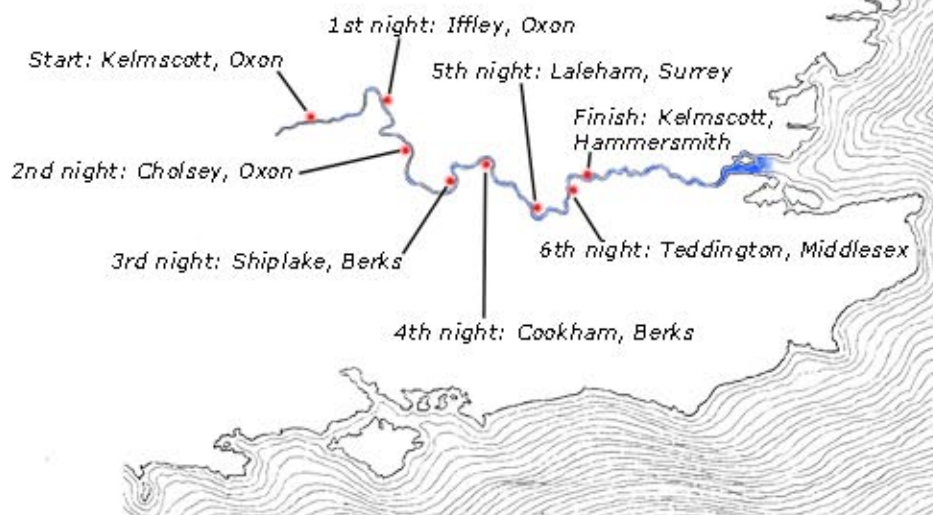 1st night: Iffley, Oxon
Start: Kelmscott, Oxon
5th night: Laleham, Surrey
Finish: Kelmscott,
Hammersmith
2nd night: Cholsey, Oxon
3rd night: Shiplake, Berks
6th night: Teddington, Middlesex
4th night: Cookham, Berks